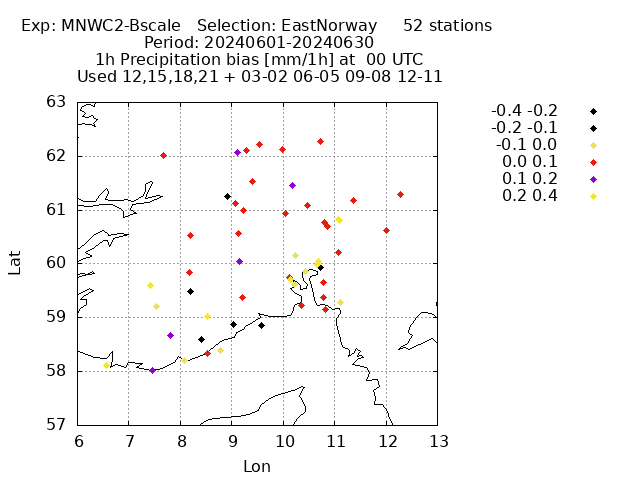 Exp: MNWC2-Bscale   Selection: EastNorway     52 stations
Period: 20240601-20240630
1h Precipitation bias [mm/1h] at  00 UTC
Used 12,15,18,21 + 03-02 06-05 09-08 12-11
-0.4 -0.2
-0.2 -0.1
-0.1 0.0
0.0 0.1
0.1 0.2
0.2 0.4
63
62
61
60
59
58
57
Lat
6 7 8 9 10 11 12 13
Lon